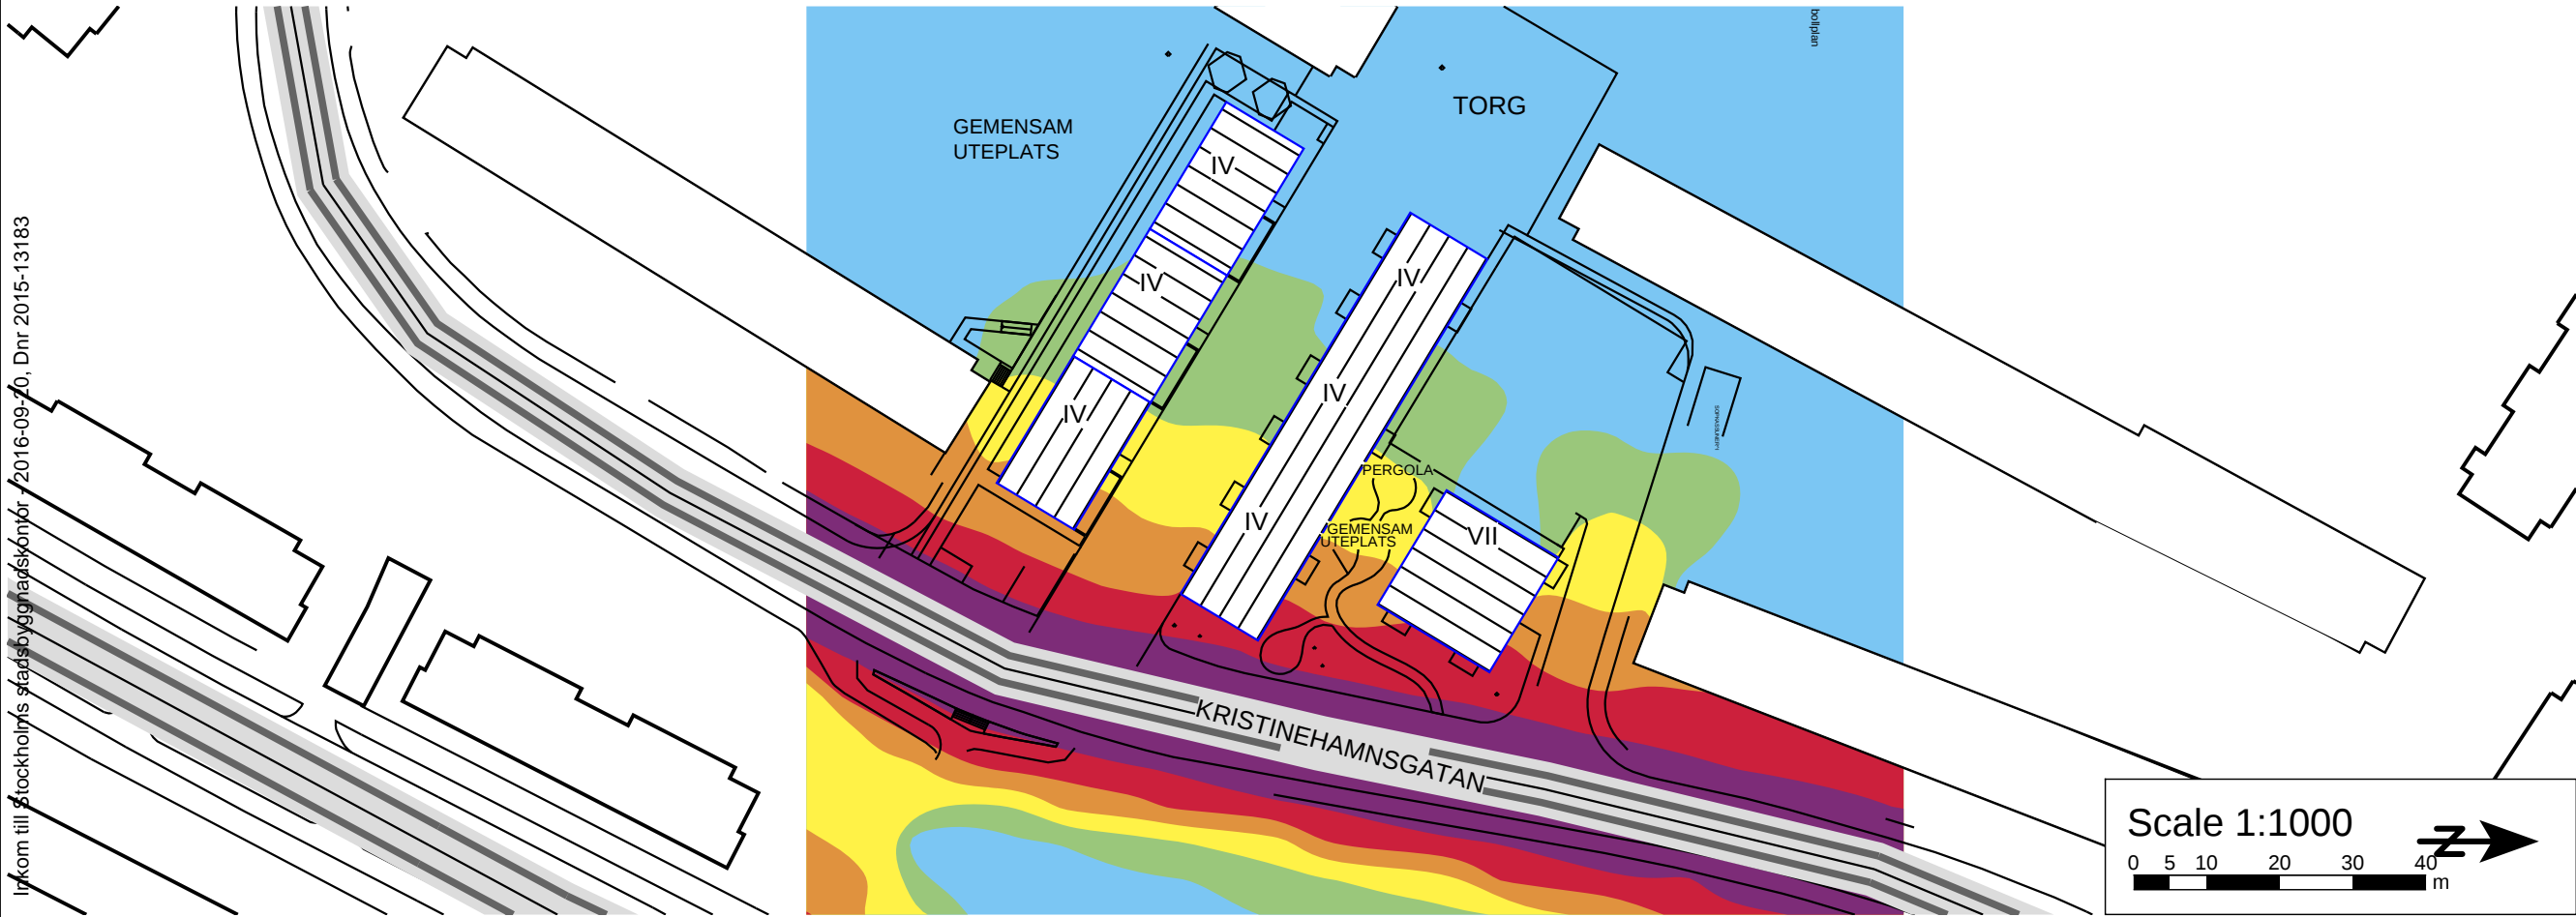 bollplan
TORG
GEMENSAM
UTEPLATS
IV
IV
IV
IV
IV
IV
PERGOLA
GEMENSAM
UTEPLATS
VII
KRISTINEHAMNSGATAN
Inkom till Stockholms stadsbyggnadskontor - 2016-09-20, Dnr 2015-13183
Scale 1:1000
0 5 10 20 30 40
m
N